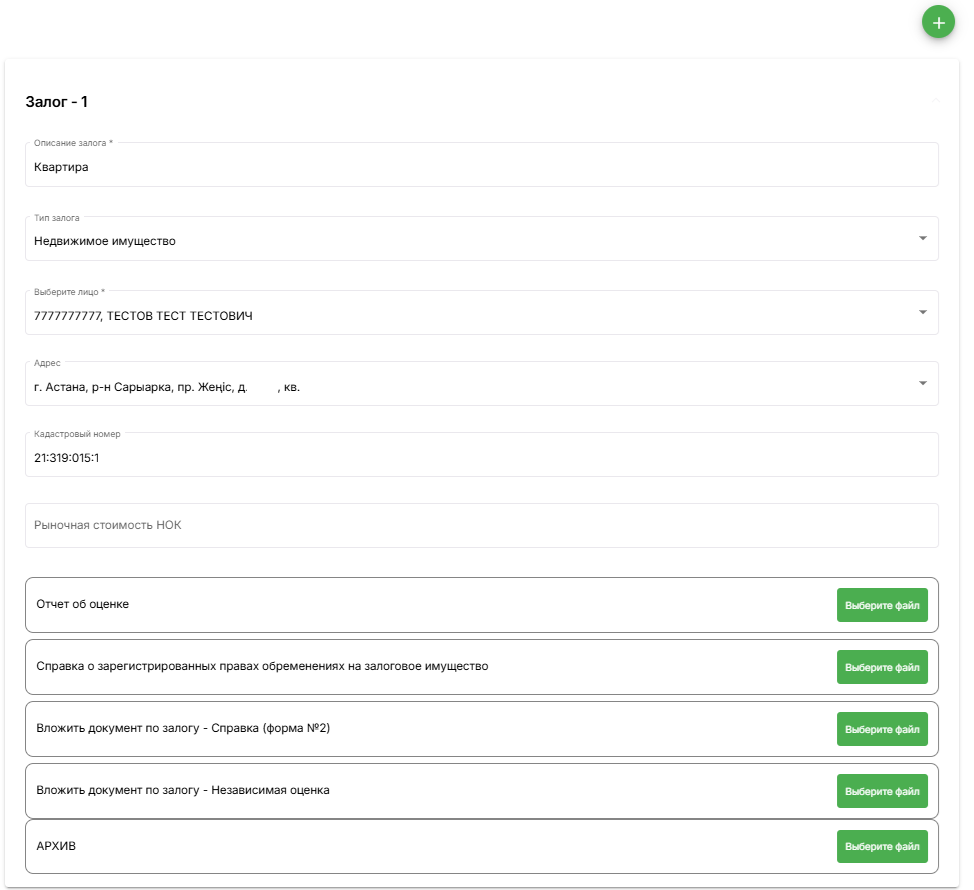 +
Залог - 1
Описание залога *
Квартира
Тип залога
Недвижимое имущество
Выберите лицо *
7777777777, ТЕСТОВ ТЕСТ ТЕСТОВИЧ
Адрес
г. Астана, р-н Сарыарка, пр. Жеңіс, д. , кв.
Кадастровый номер
21:319:015:1
Рыночная стоимость НОК
Отчет об оценке
Выберите файл
Справка о зарегистрированных правах обременениях на залоговое имущество
Выберите файл
Вложить документ по залогу - Справка (форма №2)
Выберите файл
Вложить документ по залогу - Независимая оценка
Выберите файл
АРХИВ
Выберите файл